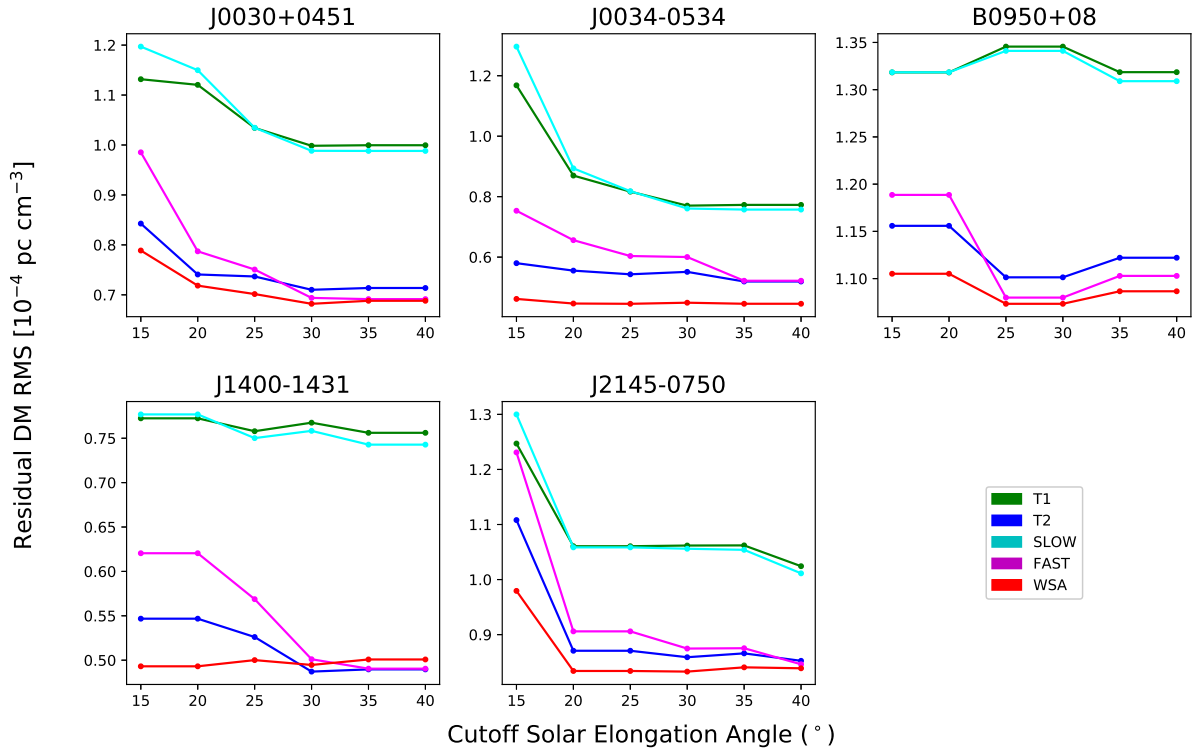 J0030+0451
J0034-0534
B0950+08
1.2
1.1
1.0
0.9
0.8
0.7
15 20 25 30 35 40
1.2
1.0
0.8
0.6
15 20 25 30 35 40
1.35
1.30
1.25
1.20
1.15
1.10
15 20 25 30 35 40
Residual DM RMS [10⁻⁴ pc cm⁻³]
J1400-1431
J2145-0750
0.75
0.70
0.65
0.60
0.55
0.50
15 20 25 30 35 40
1.3
1.2
1.1
1.0
0.9
15 20 25 30 35 40
T1
T2
SLOW
FAST
WSA
Cutoff Solar Elongation Angle (°)